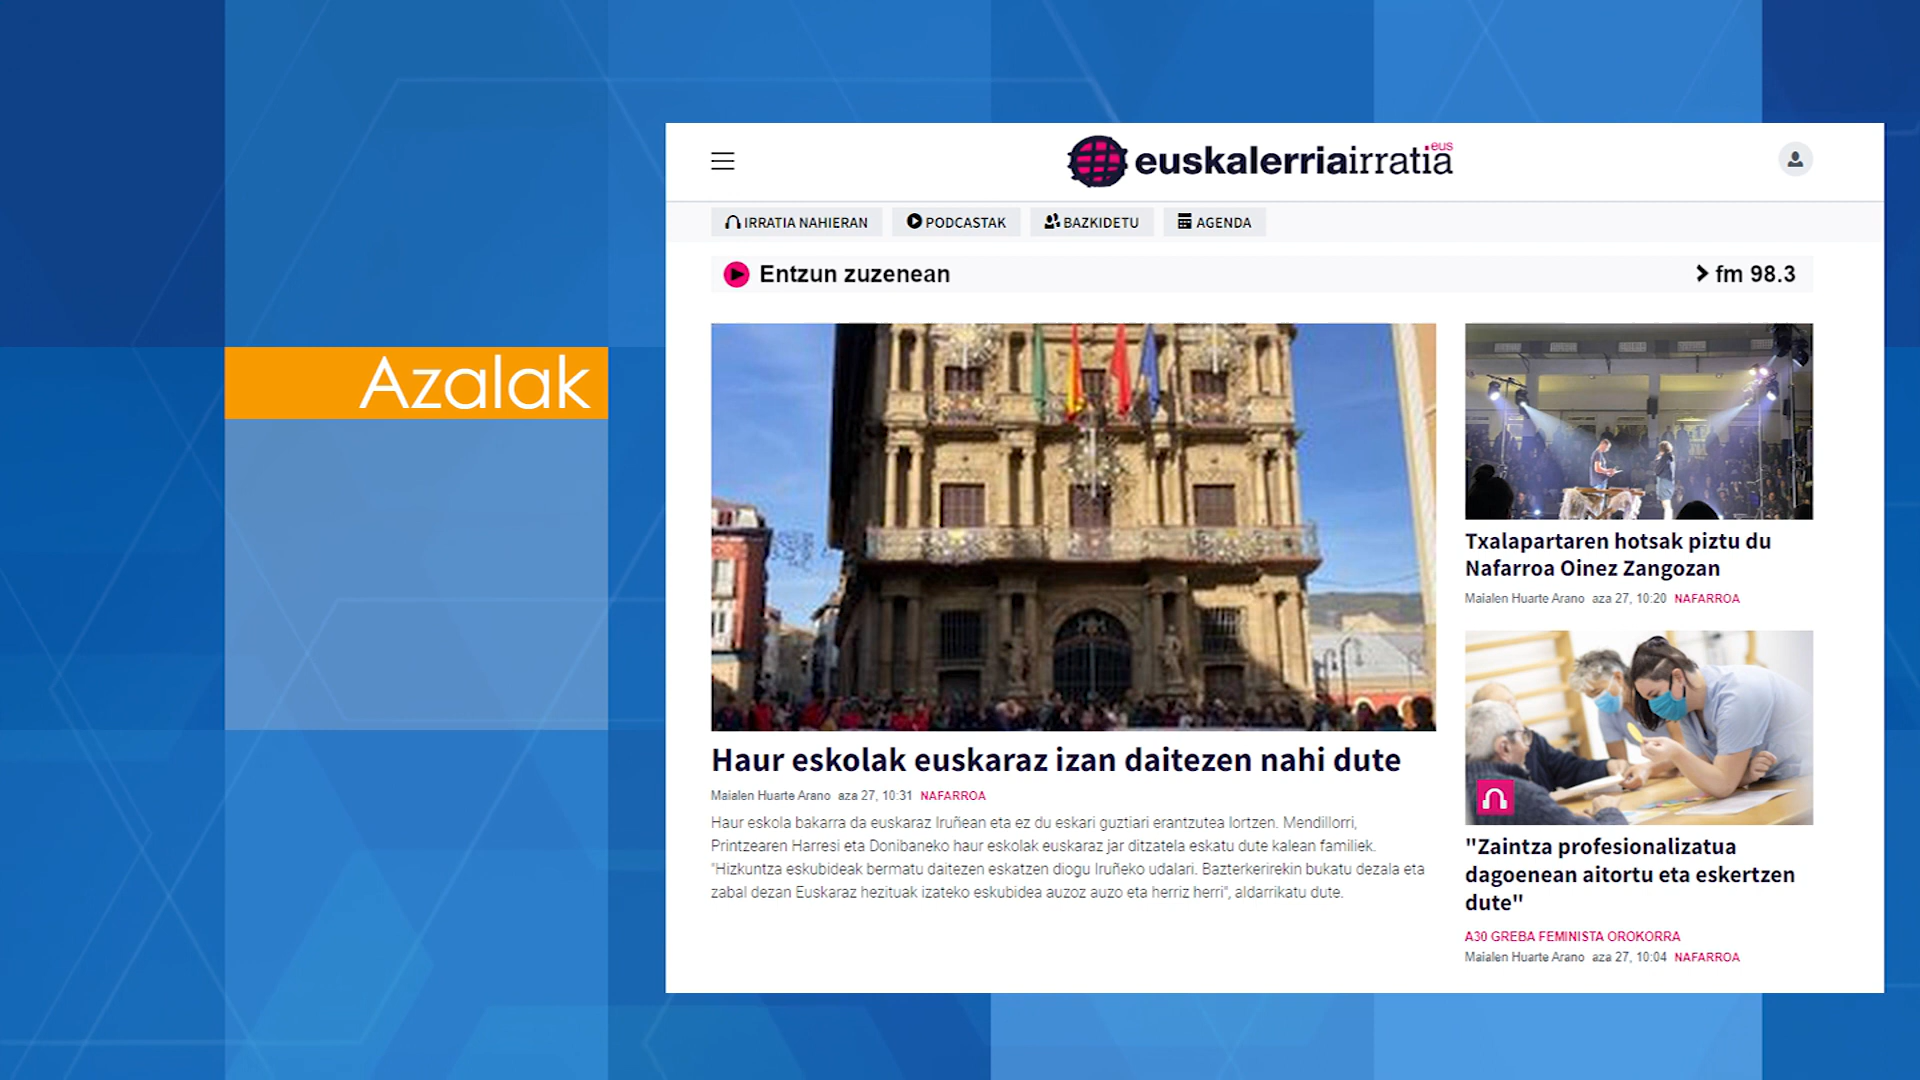 Azalak
euskalerriairratia
eus
IRRATIA NAHIERAN
PODCASTAK
BAZKIDETU
AGENDA
Entzun zuzenean
fm 98.3
Haur eskolak euskaraz izan daitezen nahi dute
Maialen Huarte Arano aza 27, 10:31 NAFARROA
Haur eskola bakarra da euskaraz Iruñean eta ez du eskari guztiari erantzutea lortzen. Mendillorri,
Printzearen Harresi eta Donibaneko haur eskolak euskaraz jar ditzatela eskatu dute kalean familiek.
"Hizkuntza eskubideak bermatu daitezen eskatzen diogu Iruñeko udalari. Bazterkerirekin bukatu dezala eta
zabal dezan Euskaraz hezituak izateko eskubidea auzoz auzo eta herriz herri", aldarrikatu dute.
Txalapartaren hotsak piztu du
Nafarroa Oinez Zangozan
Maialen Huarte Arano aza 27, 10:20 NAFARROA
"Zaintza profesionalizatua
dagoenean aitortu eta eskertzen
dute"
A30 GREBA FEMINISTA OROKORRA
Maialen Huarte Arano aza 27, 10:04 NAFARROA